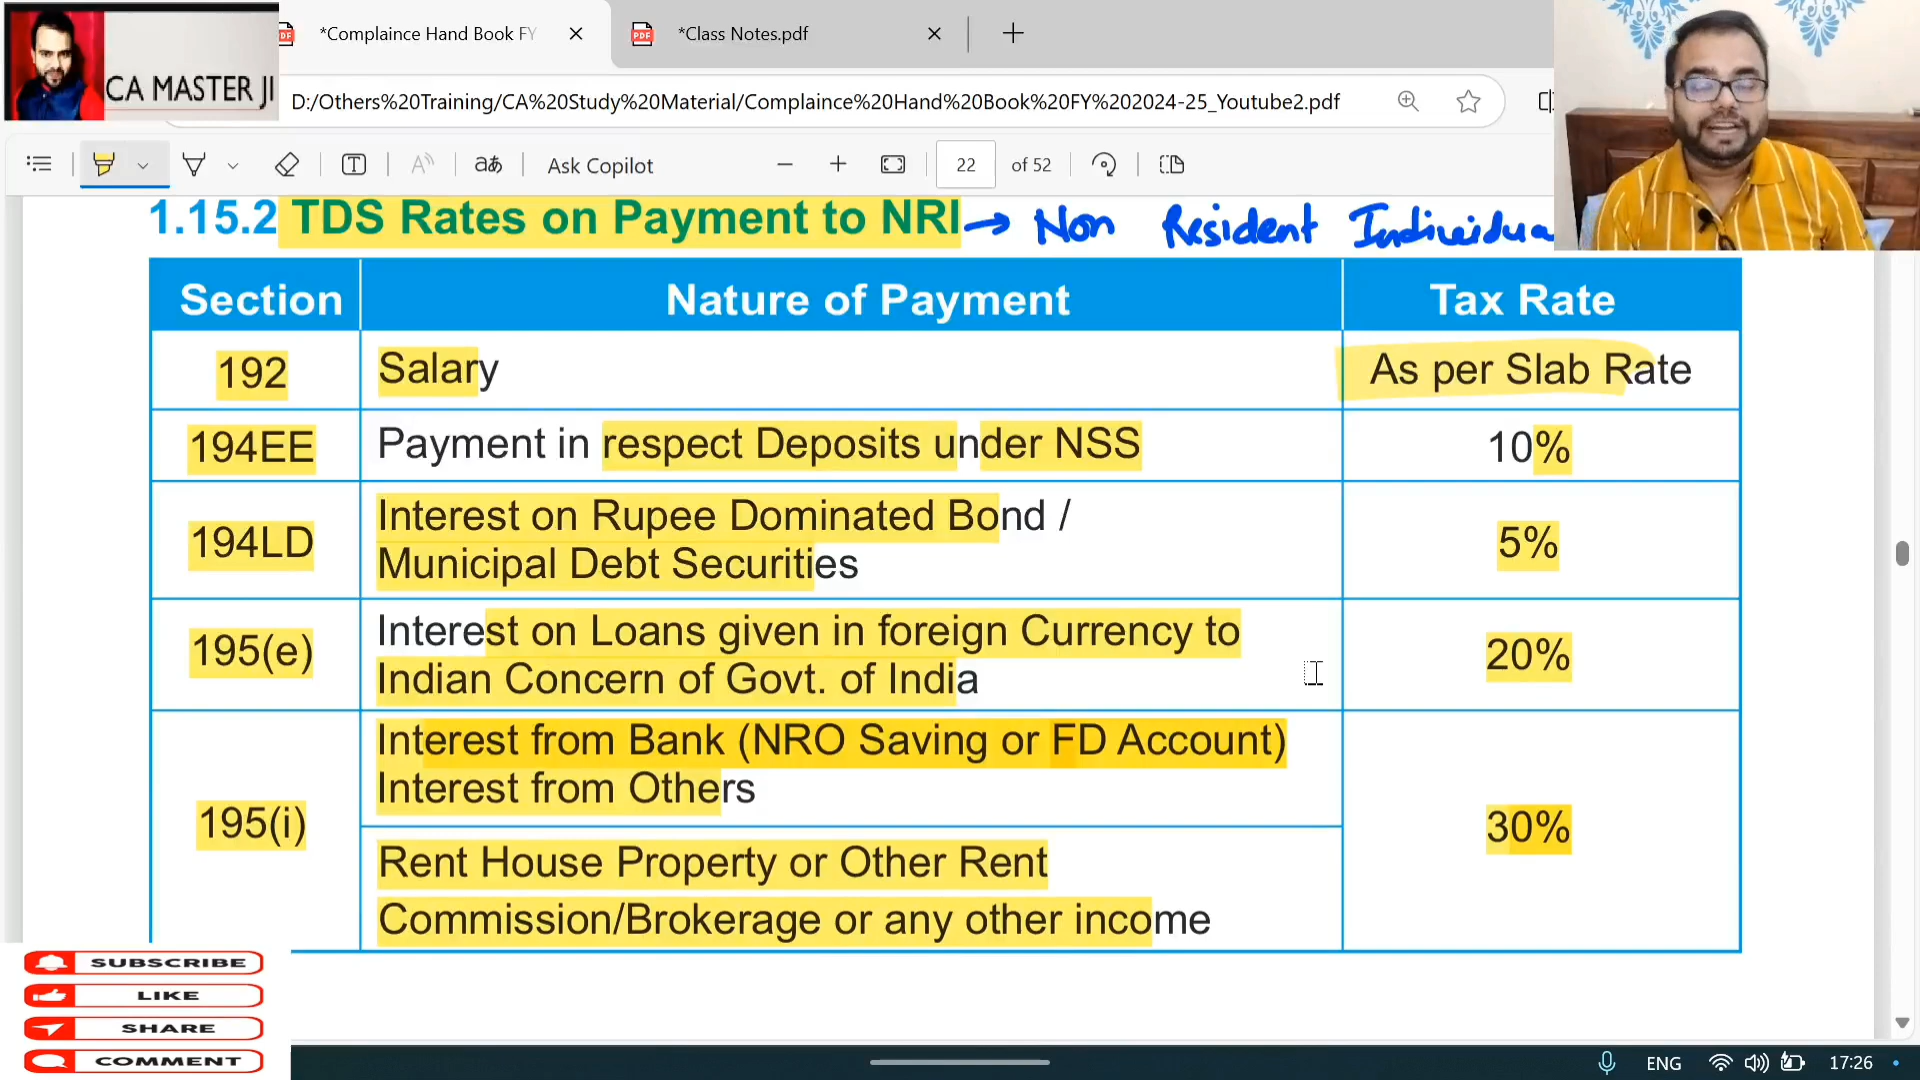 *Complaince Hand Book FY
*Class Notes.pdf
CA MASTER JI
D:/Others%20Training/CA%20Study%20Material/Complaince%20Hand%20Book%20FY%202024-25_Youtube2.pdf
Ask Copilot
22 of 52
1.15.2 TDS Rates on Payment to NRI → Non Resident Individua
Section Nature of Payment Tax Rate
192 Salary As per Slab Rate
194EE Payment in respect Deposits under NSS 10%
194LD Interest on Rupee Dominated Bond /
Municipal Debt Securities 5%
195(e) Interest on Loans given in foreign Currency to
Indian Concern of Govt. of India 20%
195(i) Interest from Bank (NRO Saving or FD Account)
Interest from Others
30%
Rent House Property or Other Rent
Commission/Brokerage or any other income
SUBSCRIBE
LIKE
SHARE
COMMENT
ENG 17:26